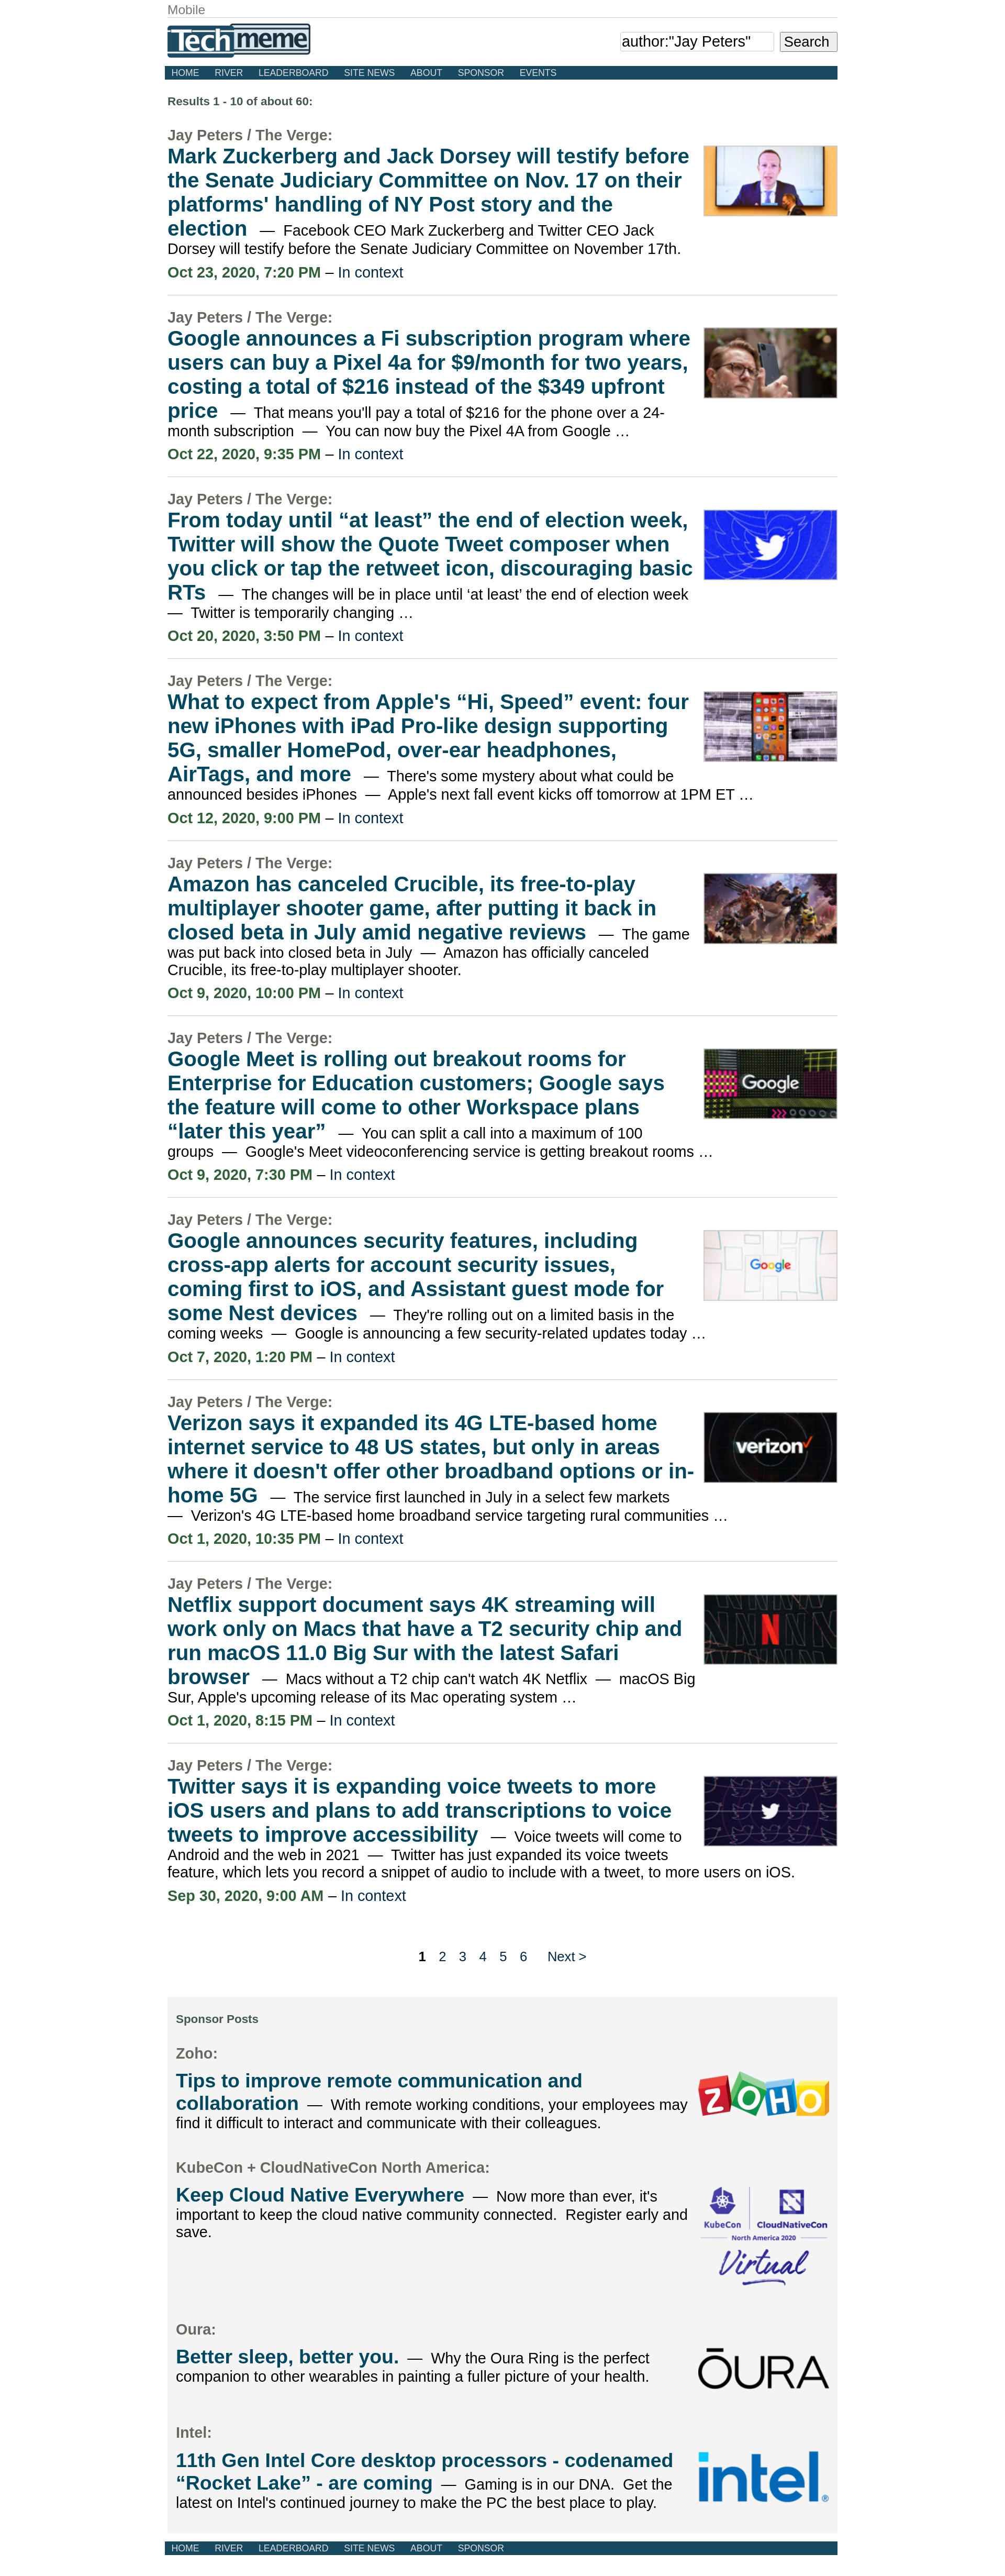 Mobile
Techmeme
author:"Jay Peters"
Search
HOME RIVER LEADERBOARD SITE NEWS ABOUT SPONSOR EVENTS
Results 1 - 10 of about 60:
Jay Peters / The Verge:
Mark Zuckerberg and Jack Dorsey will testify before
the Senate Judiciary Committee on Nov. 17 on their
platforms' handling of NY Post story and the
election — Facebook CEO Mark Zuckerberg and Twitter CEO Jack
Dorsey will testify before the Senate Judiciary Committee on November 17th.
Oct 23, 2020, 7:20 PM – In context
Jay Peters / The Verge:
Google announces a Fi subscription program where
users can buy a Pixel 4a for $9/month for two years,
costing a total of $216 instead of the $349 upfront
price — That means you'll pay a total of $216 for the phone over a 24-
month subscription — You can now buy the Pixel 4A from Google …
Oct 22, 2020, 9:35 PM – In context
Jay Peters / The Verge:
From today until “at least” the end of election week,
Twitter will show the Quote Tweet composer when
you click or tap the retweet icon, discouraging basic
RTs — The changes will be in place until ‘at least’ the end of election week
— Twitter is temporarily changing …
Oct 20, 2020, 3:50 PM – In context
Jay Peters / The Verge:
What to expect from Apple's “Hi, Speed” event: four
new iPhones with iPad Pro-like design supporting
5G, smaller HomePod, over-ear headphones,
AirTags, and more — There's some mystery about what could be
announced besides iPhones — Apple's next fall event kicks off tomorrow at 1PM ET …
Oct 12, 2020, 9:00 PM – In context
Jay Peters / The Verge:
Amazon has canceled Crucible, its free-to-play
multiplayer shooter game, after putting it back in
closed beta in July amid negative reviews — The game
was put back into closed beta in July — Amazon has officially canceled
Crucible, its free-to-play multiplayer shooter.
Oct 9, 2020, 10:00 PM – In context
Jay Peters / The Verge:
Google Meet is rolling out breakout rooms for
Enterprise for Education customers; Google says
the feature will come to other Workspace plans
“later this year” — You can split a call into a maximum of 100
groups — Google's Meet videoconferencing service is getting breakout rooms …
Google
Oct 9, 2020, 7:30 PM – In context
Jay Peters / The Verge:
Google announces security features, including
cross-app alerts for account security issues,
coming first to iOS, and Assistant guest mode for
some Nest devices — They're rolling out on a limited basis in the
coming weeks — Google is announcing a few security-related updates today …
Google
Oct 7, 2020, 1:20 PM – In context
Jay Peters / The Verge:
Verizon says it expanded its 4G LTE-based home
internet service to 48 US states, but only in areas
where it doesn't offer other broadband options or in-
home 5G — The service first launched in July in a select few markets
— Verizon's 4G LTE-based home broadband service targeting rural communities …
verizon
Oct 1, 2020, 10:35 PM – In context
Jay Peters / The Verge:
Netflix support document says 4K streaming will
work only on Macs that have a T2 security chip and
run macOS 11.0 Big Sur with the latest Safari
browser — Macs without a T2 chip can't watch 4K Netflix — macOS Big
Sur, Apple's upcoming release of its Mac operating system …
N
Oct 1, 2020, 8:15 PM – In context
Jay Peters / The Verge:
Twitter says it is expanding voice tweets to more
iOS users and plans to add transcriptions to voice
tweets to improve accessibility — Voice tweets will come to
Android and the web in 2021 — Twitter has just expanded its voice tweets
feature, which lets you record a snippet of audio to include with a tweet, to more users on iOS.
Sep 30, 2020, 9:00 AM – In context
1 2 3 4 5 6 Next >
Sponsor Posts
Zoho:
Tips to improve remote communication and
collaboration — With remote working conditions, your employees may
find it difficult to interact and communicate with their colleagues.
ZOHO
KubeCon + CloudNativeCon North America:
Keep Cloud Native Everywhere — Now more than ever, it's
important to keep the cloud native community connected. Register early and
save.
KubeCon CloudNativeCon
North America 2020
Virtual
Oura:
Better sleep, better you. — Why the Oura Ring is the perfect
companion to other wearables in painting a fuller picture of your health.
ŌURA
Intel:
11th Gen Intel Core desktop processors - codenamed
“Rocket Lake” - are coming — Gaming is in our DNA. Get the
latest on Intel's continued journey to make the PC the best place to play.
intel®
HOME RIVER LEADERBOARD SITE NEWS ABOUT SPONSOR